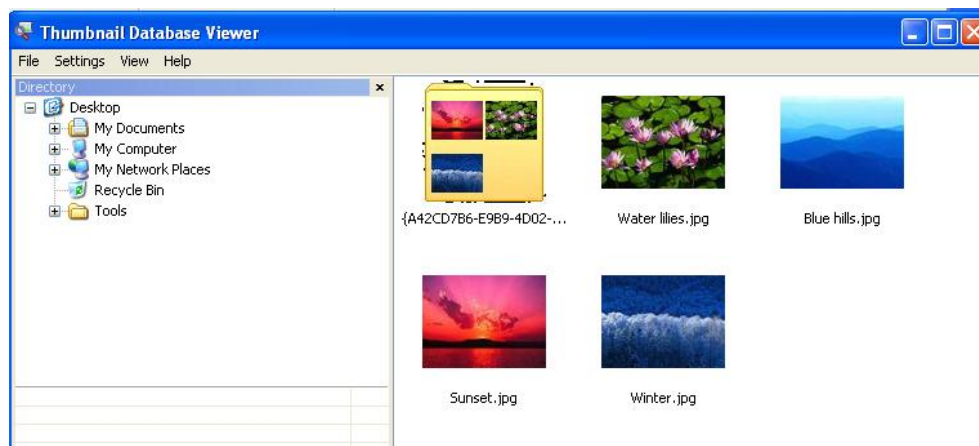 Thumbnail Database Viewer
File Settings View Help
Directory
Desktop
My Documents
My Computer
My Network Places
Recycle Bin
Tools
{A42CD7B6-E9B9-4D02-...
Water lilies.jpg
Blue hills.jpg
Sunset.jpg
Winter.jpg